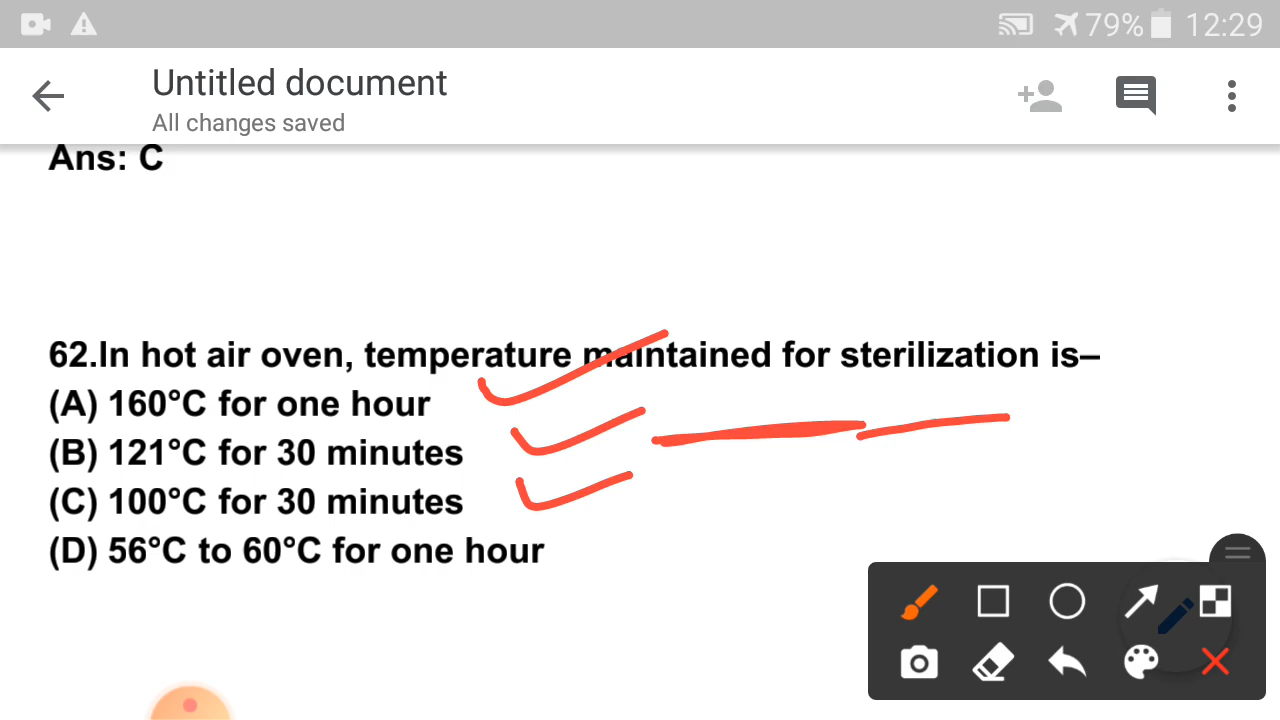 79% 12:29
Untitled document
All changes saved
Ans: C
62.In hot air oven, temperature maintained for sterilization is–
(A) 160°C for one hour
(B) 121°C for 30 minutes
(C) 100°C for 30 minutes
(D) 56°C to 60°C for one hour